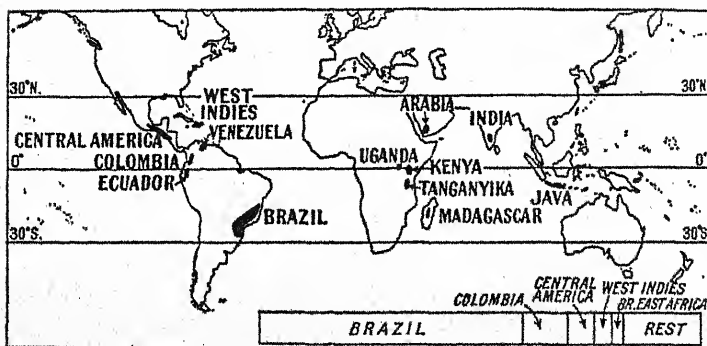 30°N. 30°N.
WEST
INDIES
ARABIA
INDIA
CENTRAL AMERICA
VENEZUELA
COLOMBIA
UGANDA
KENYA
0° 0°
ECUADOR
TANGANYIKA
JAVA
BRAZIL
MADAGASCAR
30°S. 30°S.
CENTRAL
AMERICA
WEST INDIES
COLOMBIA
BR. EAST AFRICA
BRAZIL
REST